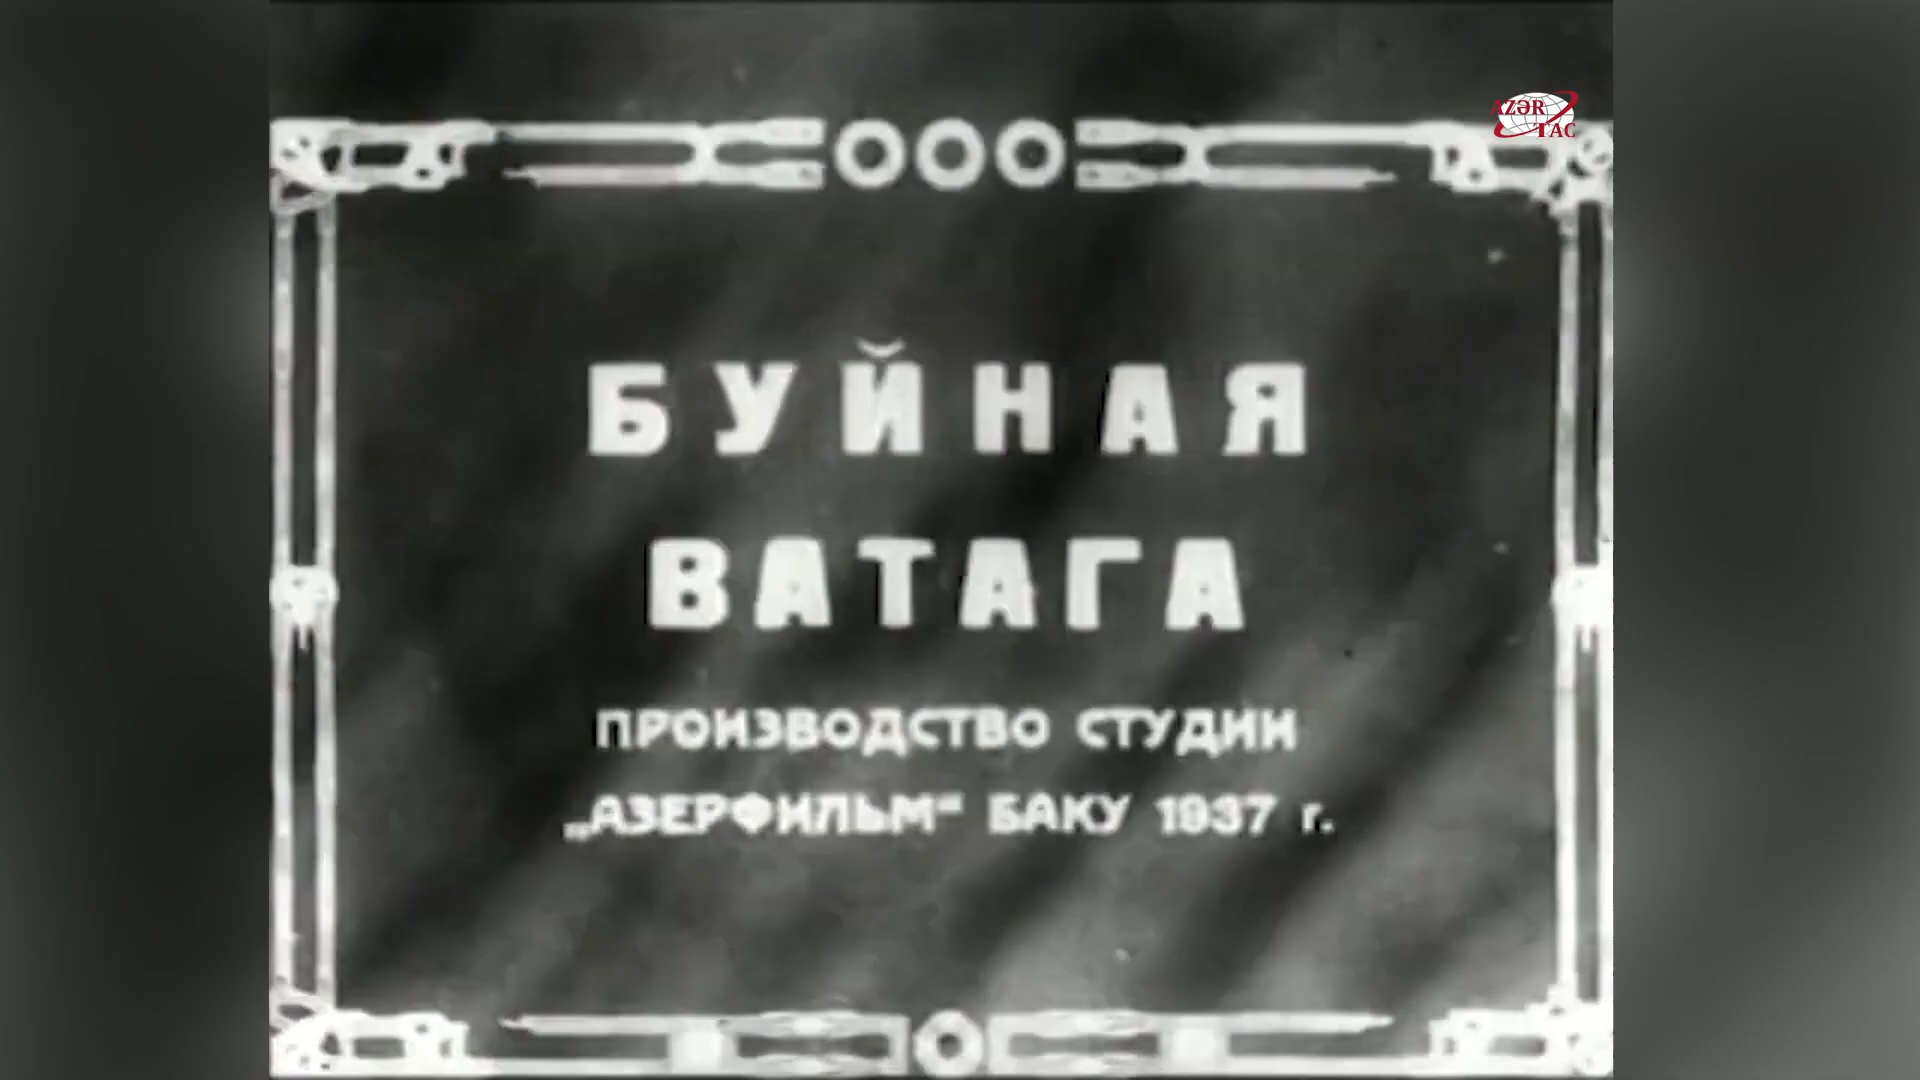 AZƏR
TAC
БУЙНАЯ
ВАТАГА
ПРОИЗВОДСТВО СТУДИИ
„АЗЕРФИЛЬМ“ БАКУ 1937 г.